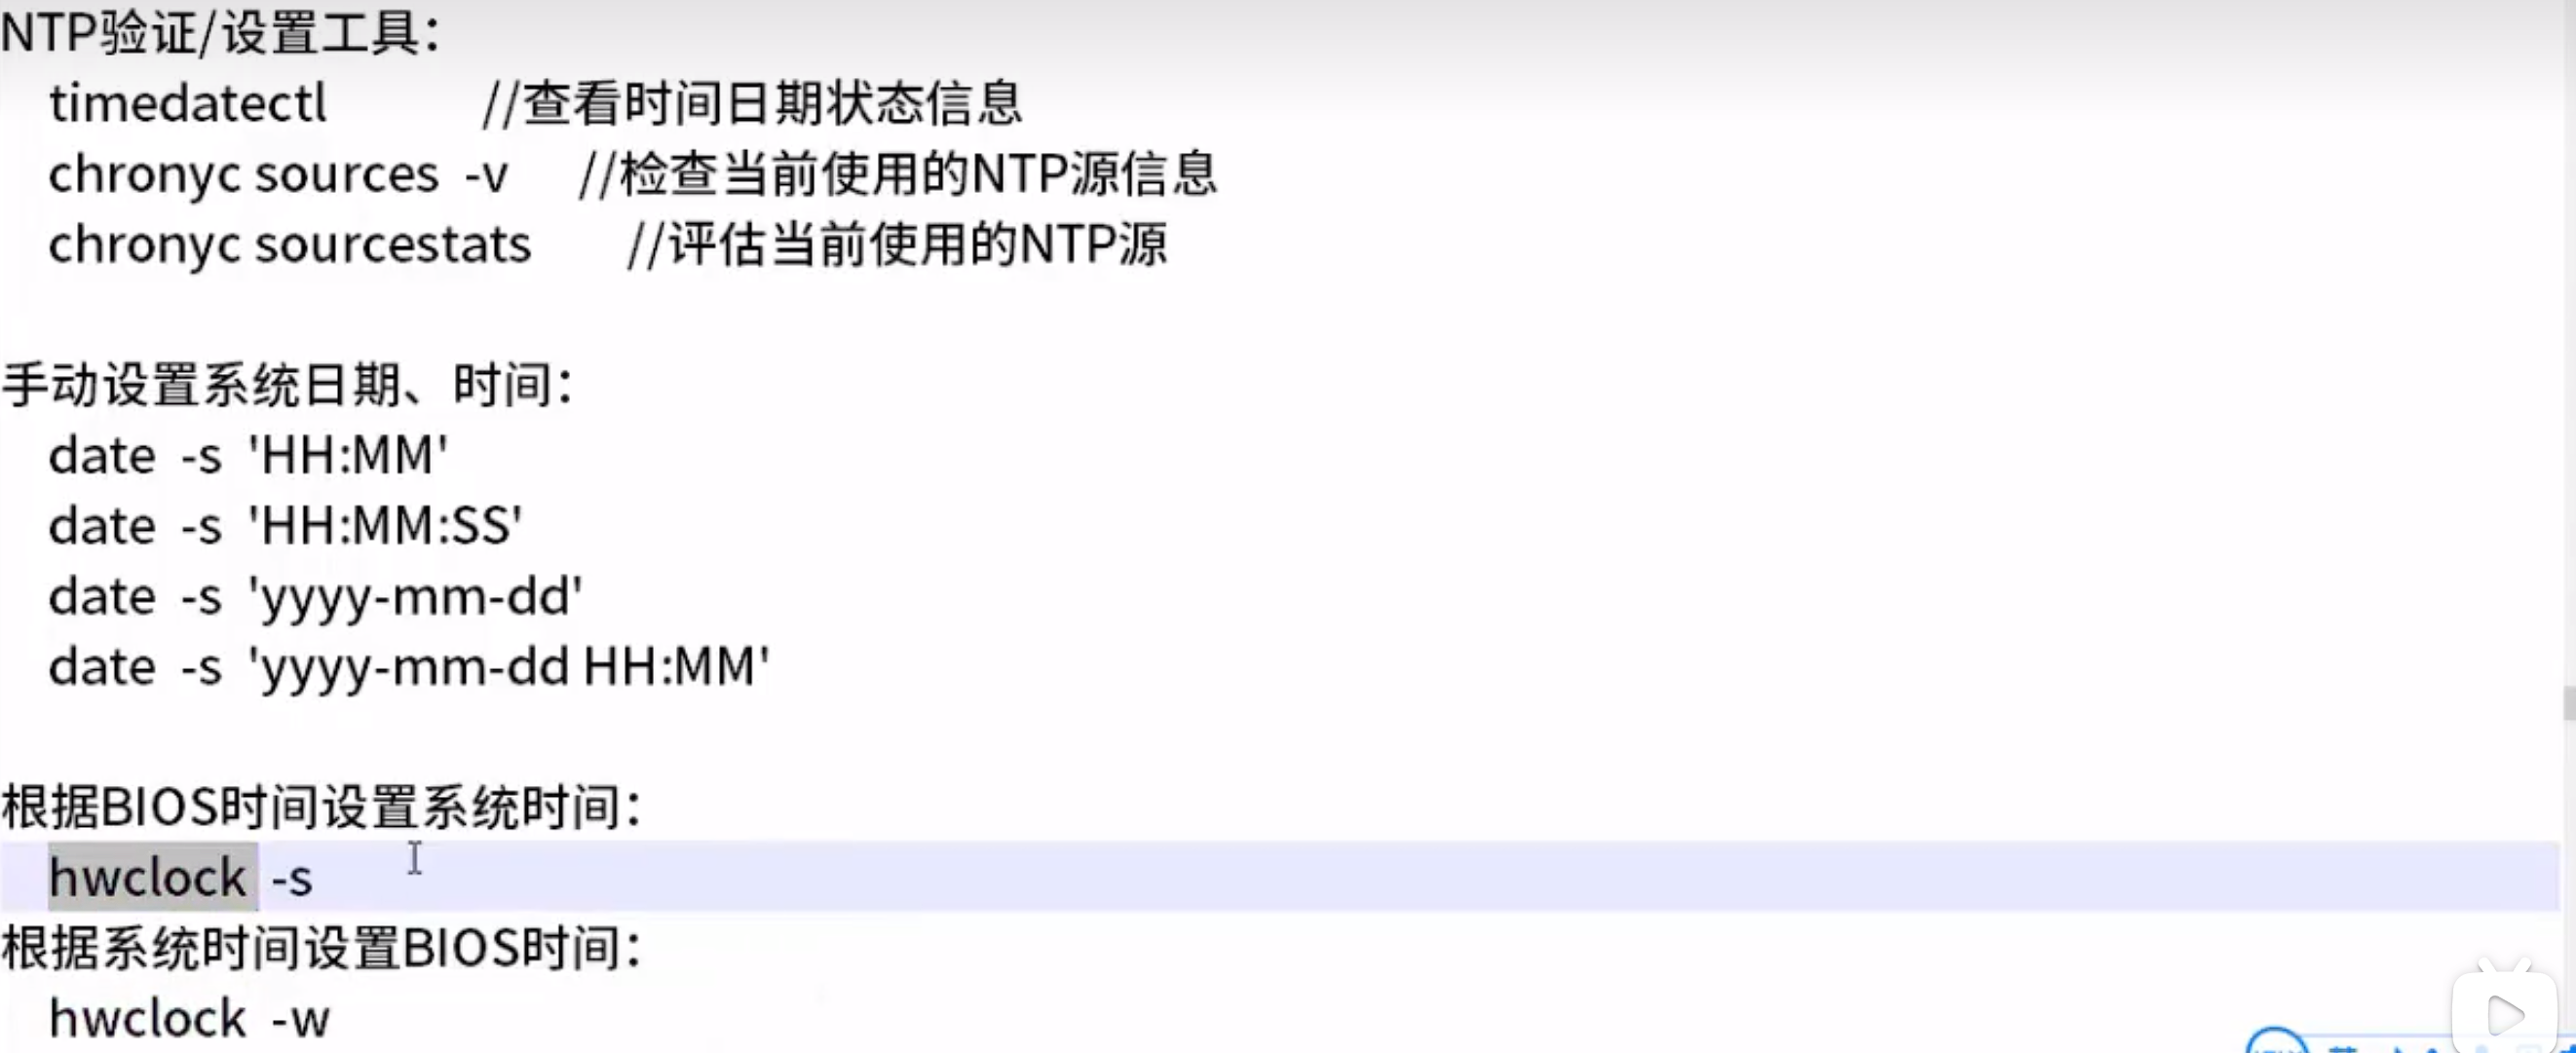 NTP验证/设置工具：
timedatectl //查看时间日期状态信息
chronyc sources -v //检查当前使用的NTP源信息
chronyc sourcestats //评估当前使用的NTP源
手动设置系统日期、时间：
date -s 'HH:MM'
date -s 'HH:MM:SS'
date -s 'yyyy-mm-dd'
date -s 'yyyy-mm-dd HH:MM'
根据BIOS时间设置系统时间：
hwclock -s
根据系统时间设置BIOS时间：
hwclock -w